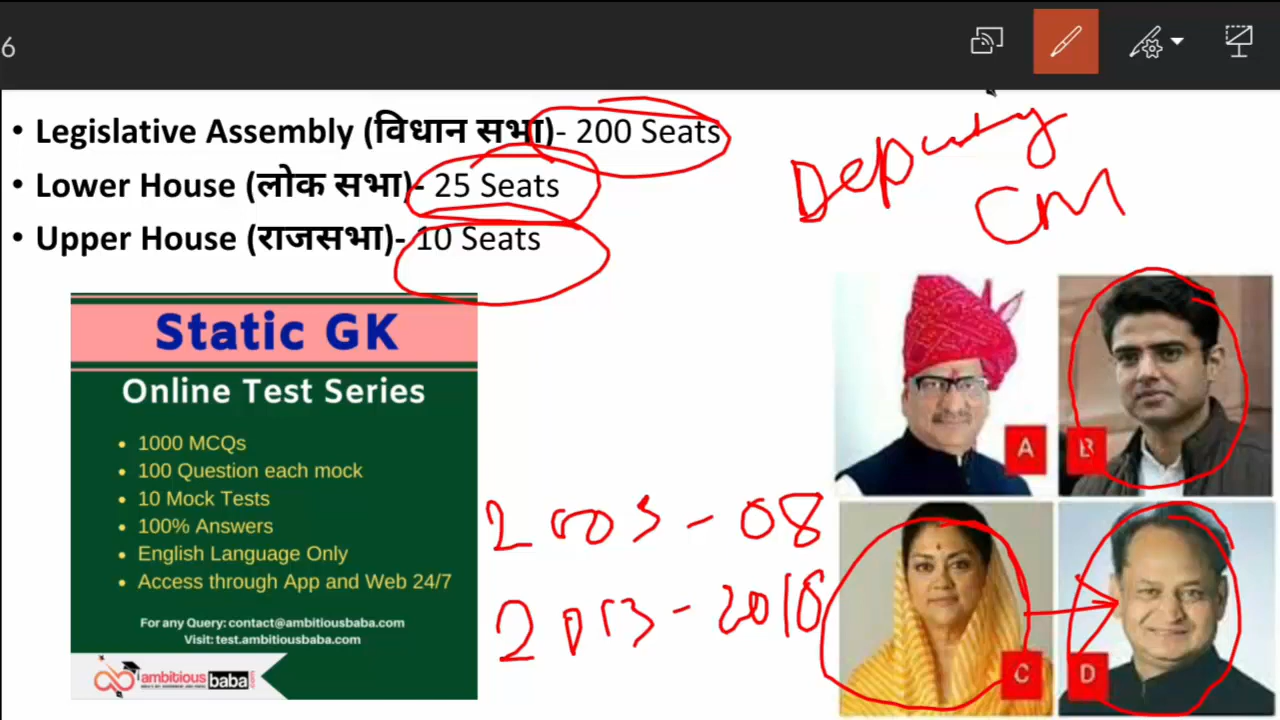 6
• Legislative Assembly (विधान सभा)- 200 Seats
• Lower House (लोक सभा)- 25 Seats
• Upper House (राजसभा)- 10 Seats
Deputy
CM
Static GK
Online Test Series
• 1000 MCQs
• 100 Question each mock
• 10 Mock Tests
• 100% Answers
• English Language Only
• Access through App and Web 24/7
For any Query: contact@ambitiousbaba.com
Visit: test.ambitiousbaba.com
ambitious baba .com
A
B
2003-08
2013-2018
C
D